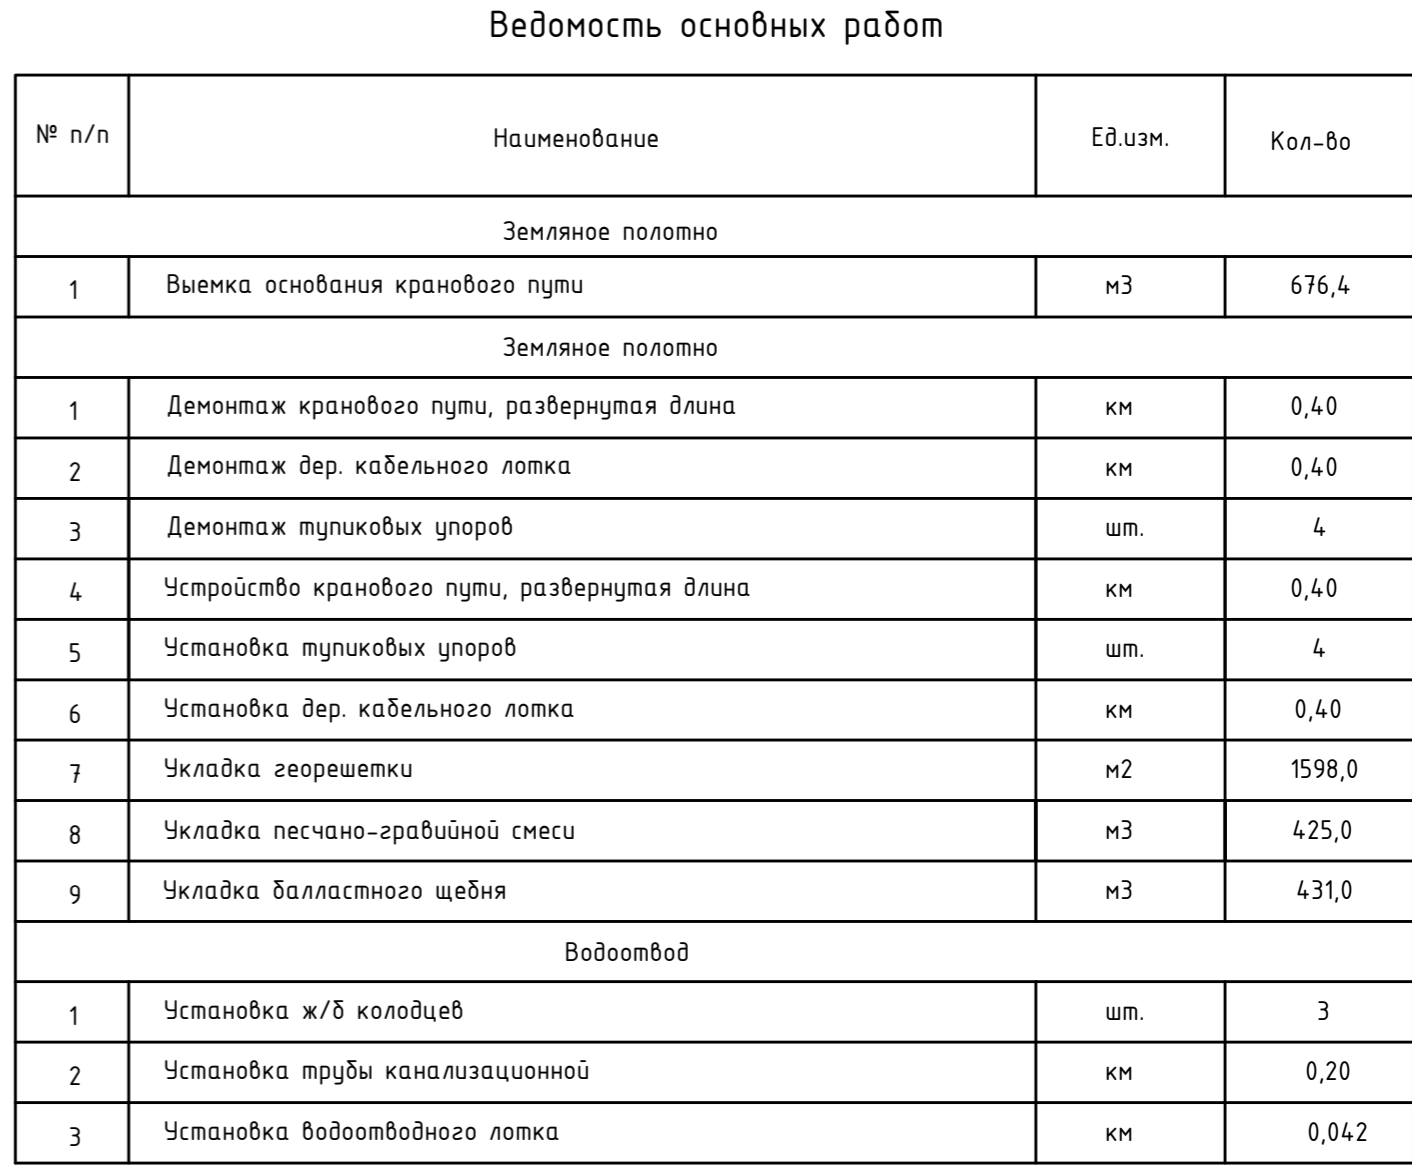 Ведомость основных работ
№ п/п Наименование Ед.изм. Кол-во
Земляное полотно
1 Выемка основания кранового пути м3 676,4
Земляное полотно
1 Демонтаж кранового пути, развернутая длина км 0,40
2 Демонтаж дер. кабельного лотка км 0,40
3 Демонтаж тупиковых упоров шт. 4
4 Устройство кранового пути, развернутая длина км 0,40
5 Установка тупиковых упоров шт. 4
6 Установка дер. кабельного лотка км 0,40
7 Укладка георешетки м2 1598,0
8 Укладка песчано-гравийной смеси м3 425,0
9 Укладка балластного щебня м3 431,0
Водоотвод
1 Установка ж/б колодцев шт. 3
2 Установка трубы канализационной км 0,20
3 Установка водоотводного лотка км 0,042